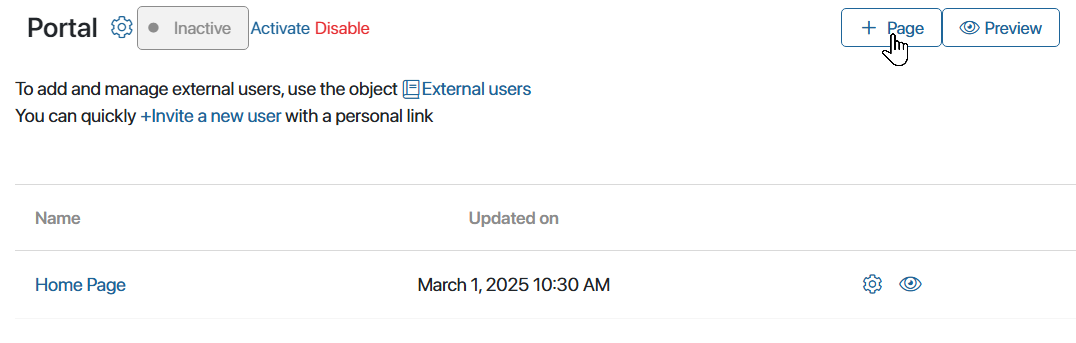 Portal Inactive Activate Disable + Page Preview
To add and manage external users, use the object External users
You can quickly +Invite a new user with a personal link
Name Updated on
Home Page March 1, 2025 10:30 AM